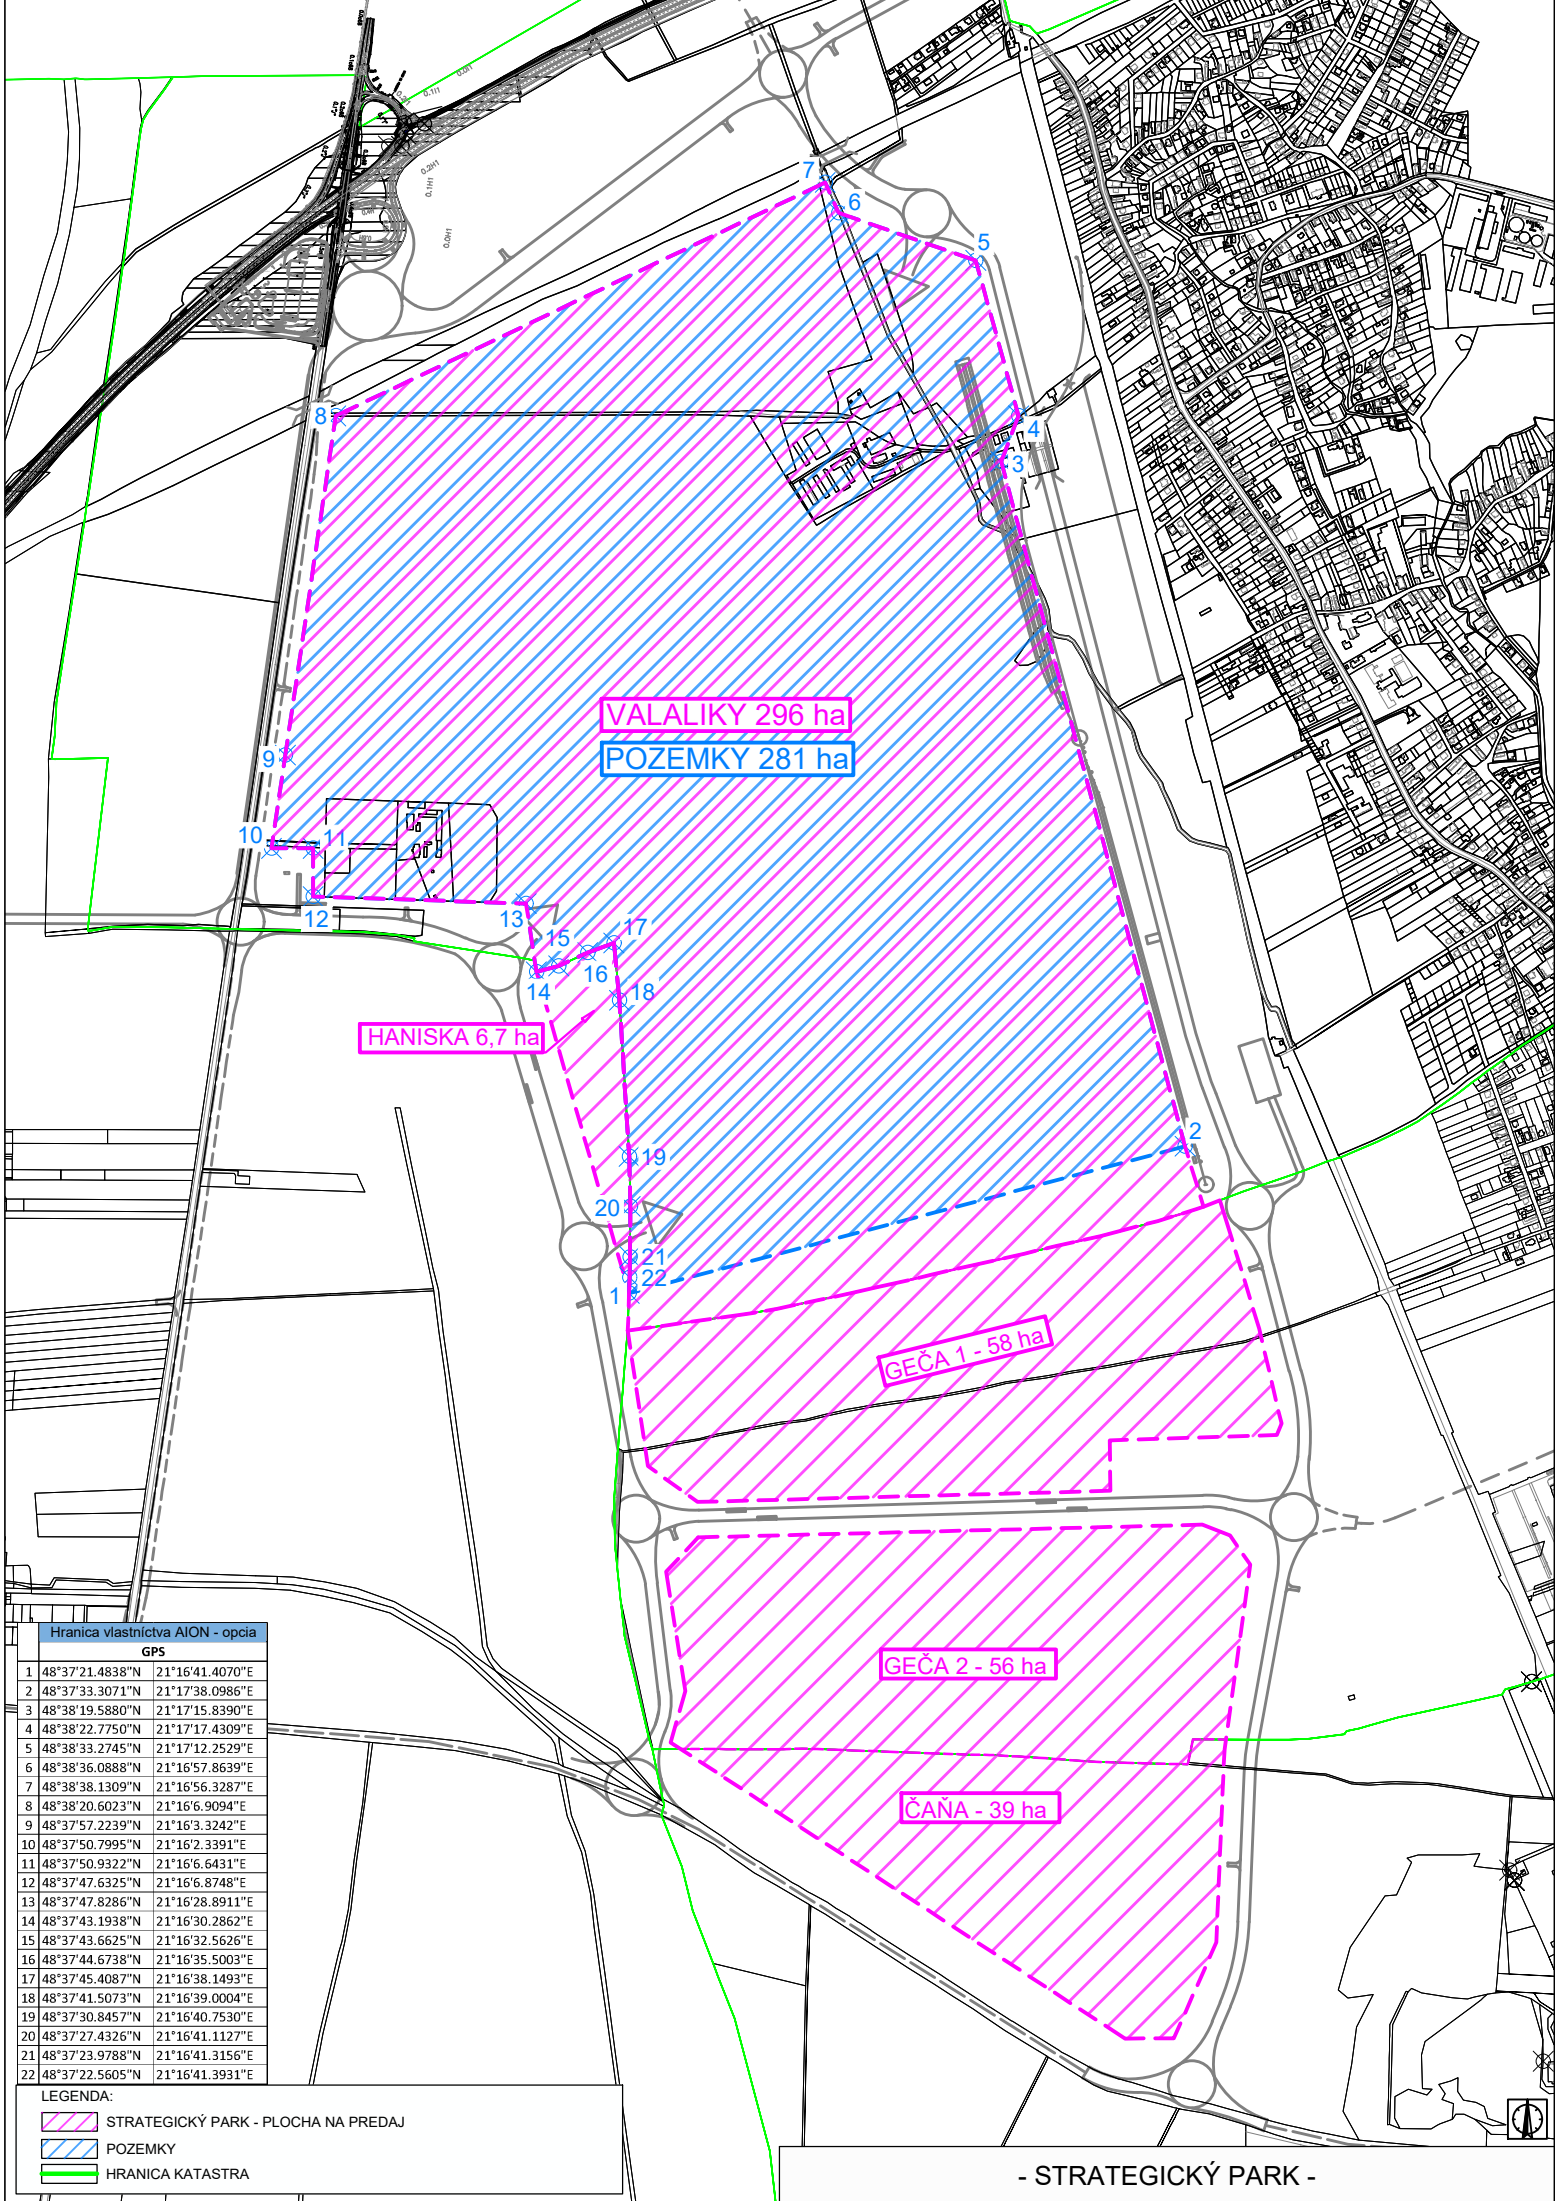 7
6
5
8
4
3
VALALIKY 296 ha
POZEMKY 281 ha
9
10
11
12
13
15
17
16
14
18
HANISKA 6,7 ha
2
19
20
21
22
1
GEČA 1 - 58 ha
GEČA 2 - 56 ha
ČAŇA - 39 ha
0.0I1
0.1I1
0.2H1
0.1H1
0.0H1
Hranica vlastníctva AION - opcia
GPS
1 48°37'21.4838"N 21°16'41.4070"E
2 48°37'33.3071"N 21°17'38.0986"E
3 48°38'19.5880"N 21°17'15.8390"E
4 48°38'22.7750"N 21°17'17.4309"E
5 48°38'33.2745"N 21°17'12.2529"E
6 48°38'36.0888"N 21°16'57.8639"E
7 48°38'38.1309"N 21°16'56.3287"E
8 48°38'20.6023"N 21°16'6.9094"E
9 48°37'57.2239"N 21°16'3.3242"E
10 48°37'50.7995"N 21°16'2.3391"E
11 48°37'50.9322"N 21°16'6.6431"E
12 48°37'47.6325"N 21°16'6.8748"E
13 48°37'47.8286"N 21°16'28.8911"E
14 48°37'43.1938"N 21°16'30.2862"E
15 48°37'43.6625"N 21°16'32.5626"E
16 48°37'44.6738"N 21°16'35.5003"E
17 48°37'45.4087"N 21°16'38.1493"E
18 48°37'41.5073"N 21°16'39.0004"E
19 48°37'30.8457"N 21°16'40.7530"E
20 48°37'27.4326"N 21°16'41.1127"E
21 48°37'23.9788"N 21°16'41.3156"E
22 48°37'22.5605"N 21°16'41.3931"E
LEGENDA:
STRATEGICKÝ PARK - PLOCHA NA PREDAJ
POZEMKY
HRANICA KATASTRA
- STRATEGICKÝ PARK -